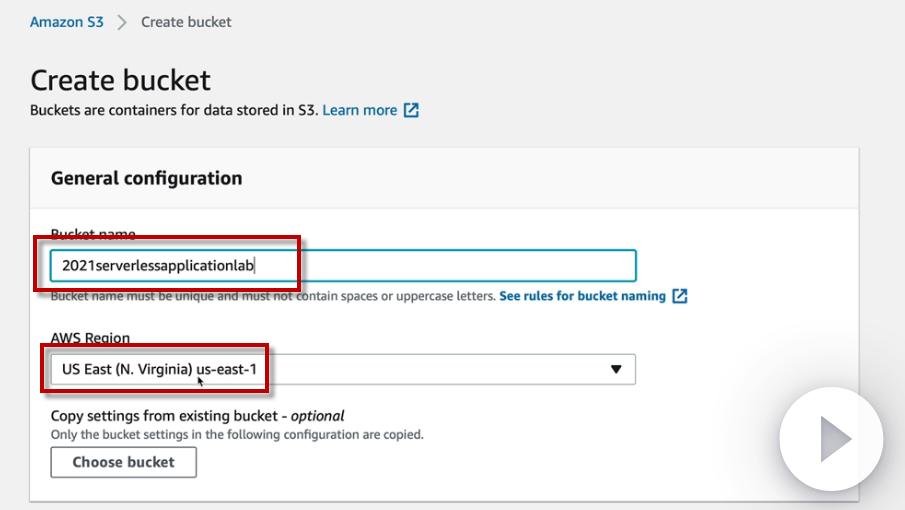 Amazon S3 > Create bucket
Create bucket
Buckets are containers for data stored in S3. Learn more
General configuration
Bucket name
2021serverlessapplicationlab
Bucket name must be unique and must not contain spaces or uppercase letters. See rules for bucket naming
AWS Region
US East (N. Virginia) us-east-1
Copy settings from existing bucket - optional
Only the bucket settings in the following configuration are copied.
Choose bucket